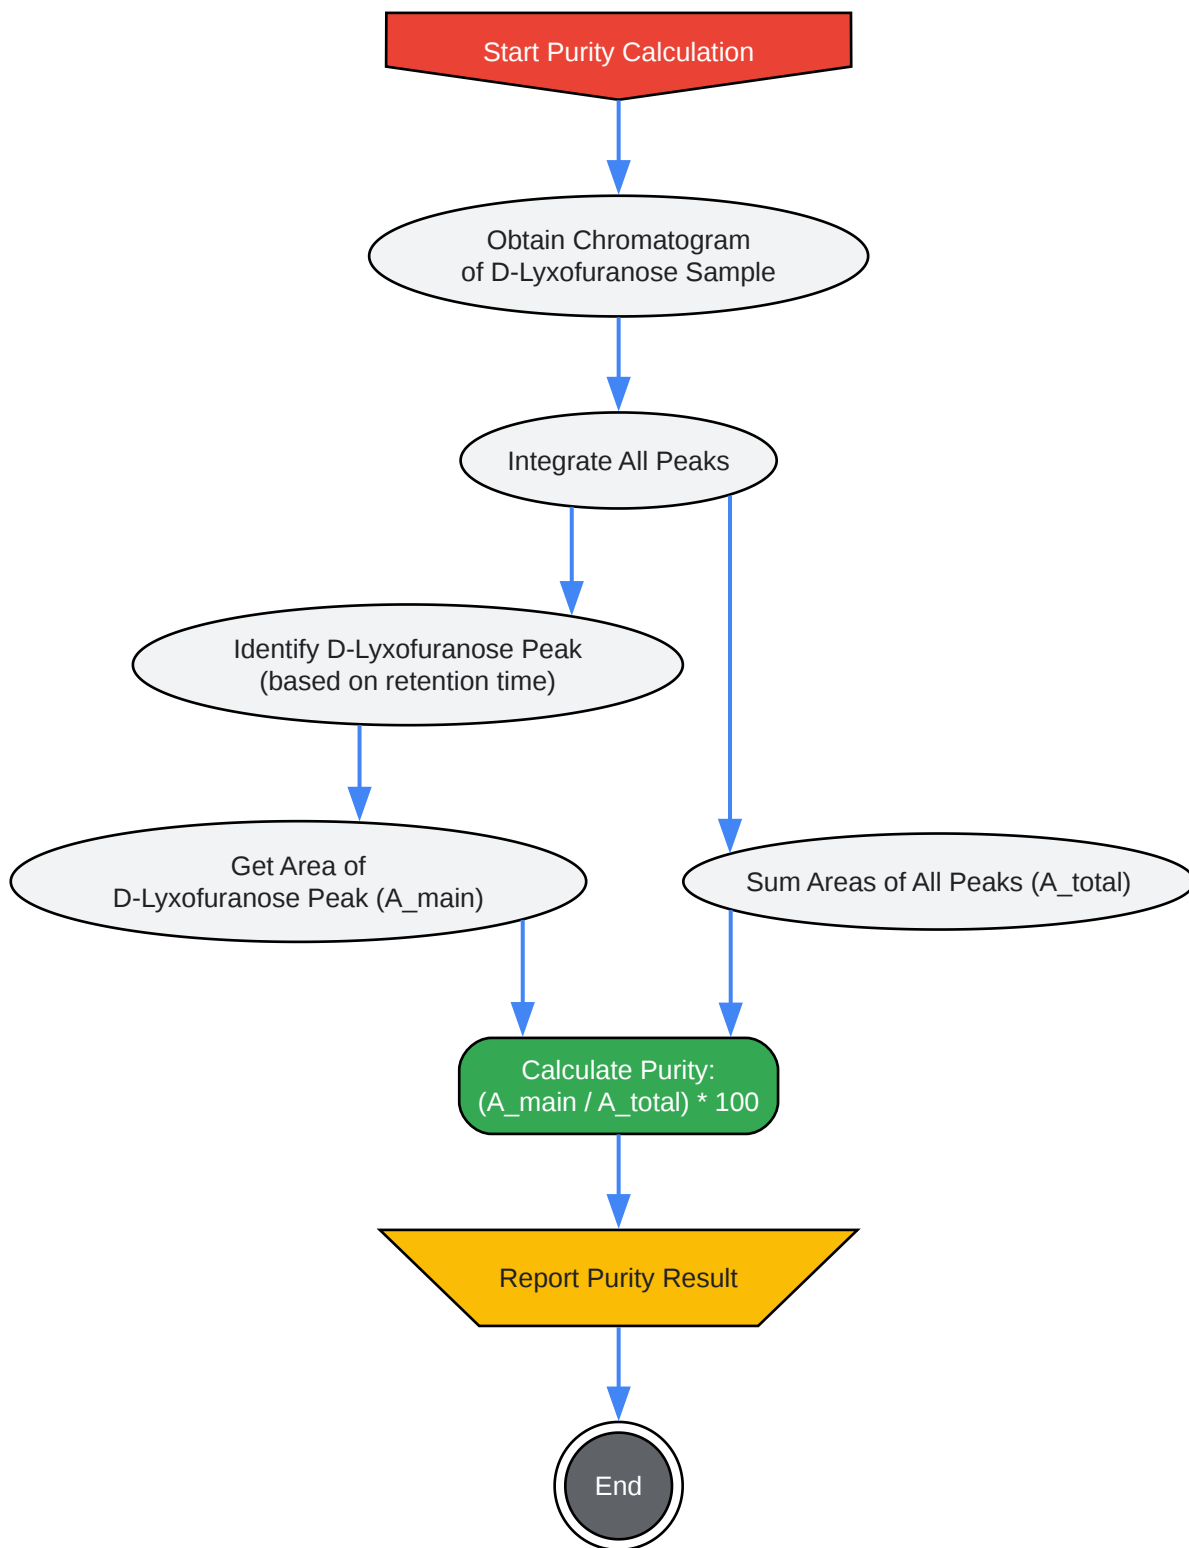 Start Purity Calculation
Obtain Chromatogram
of D-Lyxofuranose Sample
Integrate All Peaks
Identify D-Lyxofuranose Peak
(based on retention time)
Get Area of
D-Lyxofuranose Peak (A_main)
Sum Areas of All Peaks (A_total)
Calculate Purity:
(A_main / A_total) * 100
Report Purity Result
End